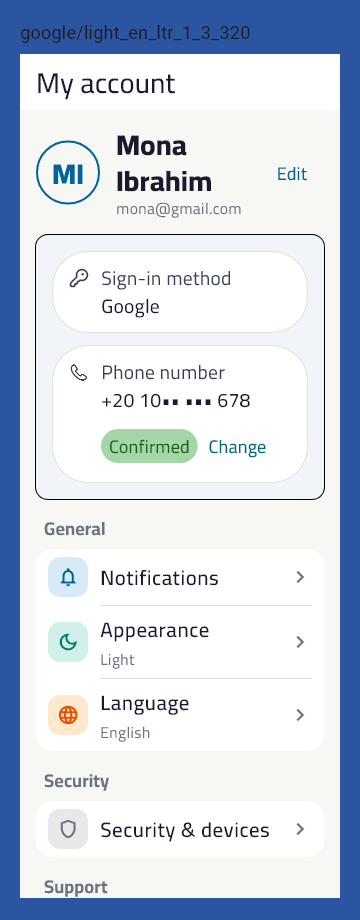 google/light_en_ltr_1_3_320
My account
MI
Mona
Ibrahim
Edit
mona@gmail.com
Sign-in method
Google
Phone number
+20 10▪▪ ▪▪▪ 678
Confirmed
Change
General
Notifications
Appearance
Light
Language
English
Security
Security & devices
Support